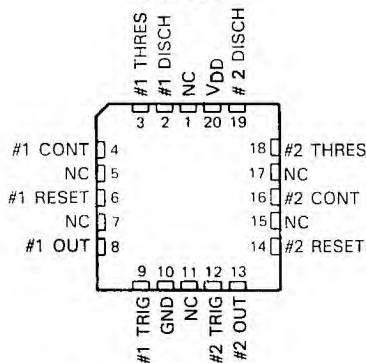 #1 THRES
#1 DISCH
NC
VDD
#2 DISCH
3 2 1 20 19
#1 CONT 4
NC 5
#1 RESET 6
NC 7
#1 OUT 8
18 #2 THRES
17 NC
16 #2 CONT
15 NC
14 #2 RESET
9 10 11 12 13
#1 TRIG
GND
NC
#2 TRIG
#2 OUT